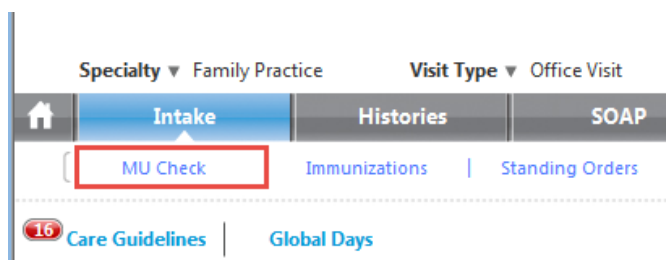 Specialty ▼ Family Practice Visit Type ▼ Office Visit
Intake Histories SOAP
MU Check Immunizations | Standing Orders
16 Care Guidelines | Global Days